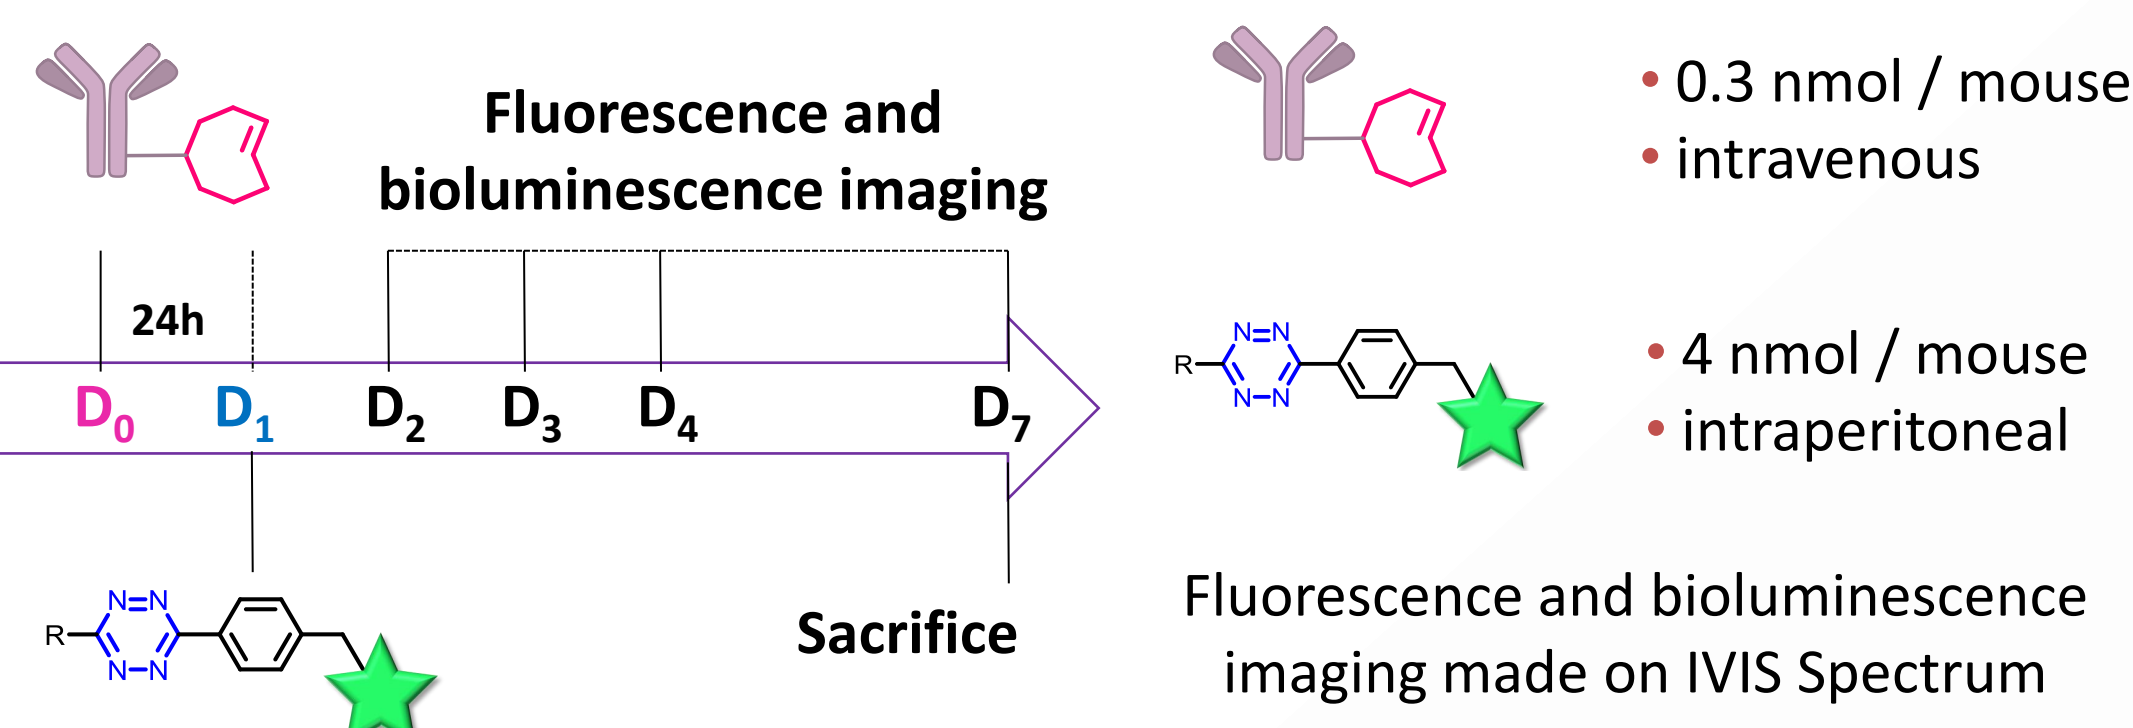 Fluorescence and
bioluminescence imaging
24h
D0 D1 D2 D3 D4 D7
R N=N N-N
Sacrifice
• 0.3 nmol / mouse
• intravenous
R N=N N-N
• 4 nmol / mouse
• intraperitoneal
Fluorescence and bioluminescence
imaging made on IVIS Spectrum